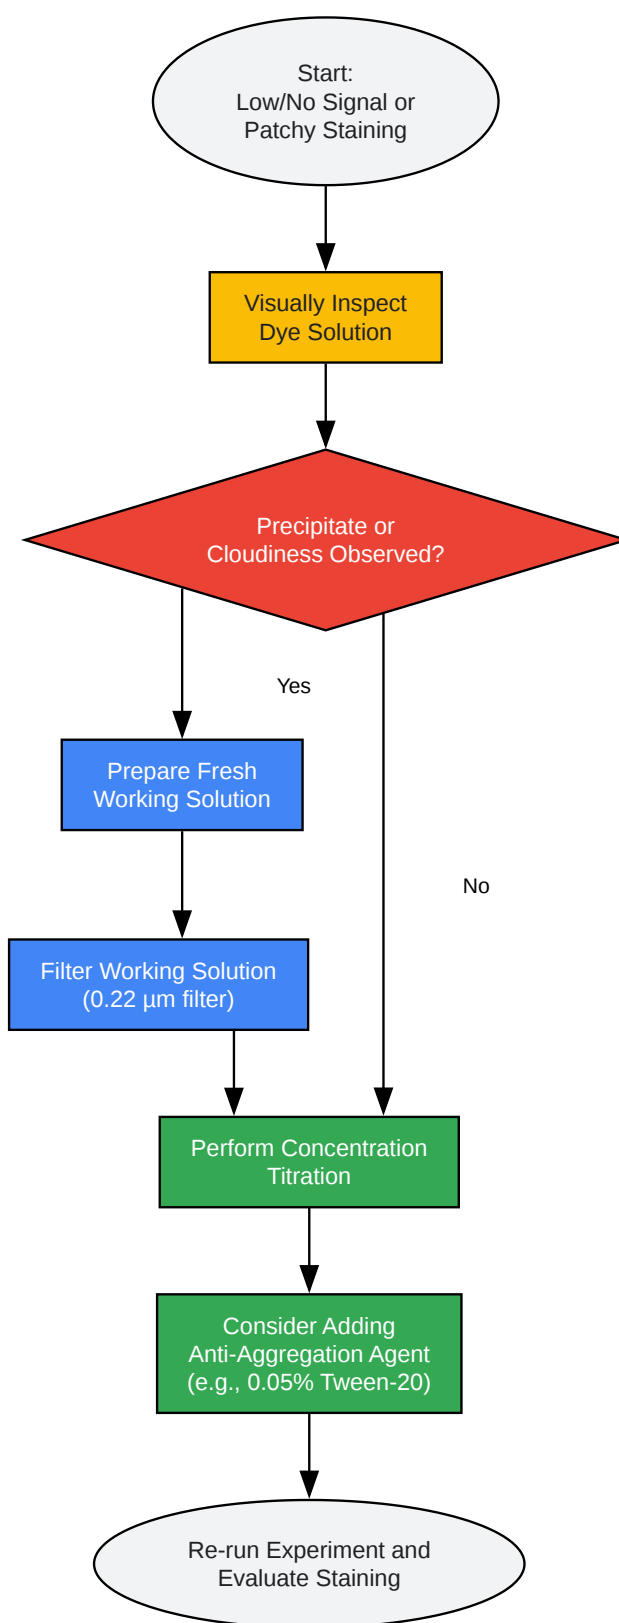 Start:
Low/No Signal or
Patchy Staining
Visually Inspect
Dye Solution
Precipitate or
Cloudiness Observed?
Yes
Prepare Fresh
Working Solution
No
Filter Working Solution
(0.22 µm filter)
Perform Concentration
Titration
Consider Adding
Anti-Aggregation Agent
(e.g., 0.05% Tween-20)
Re-run Experiment and
Evaluate Staining